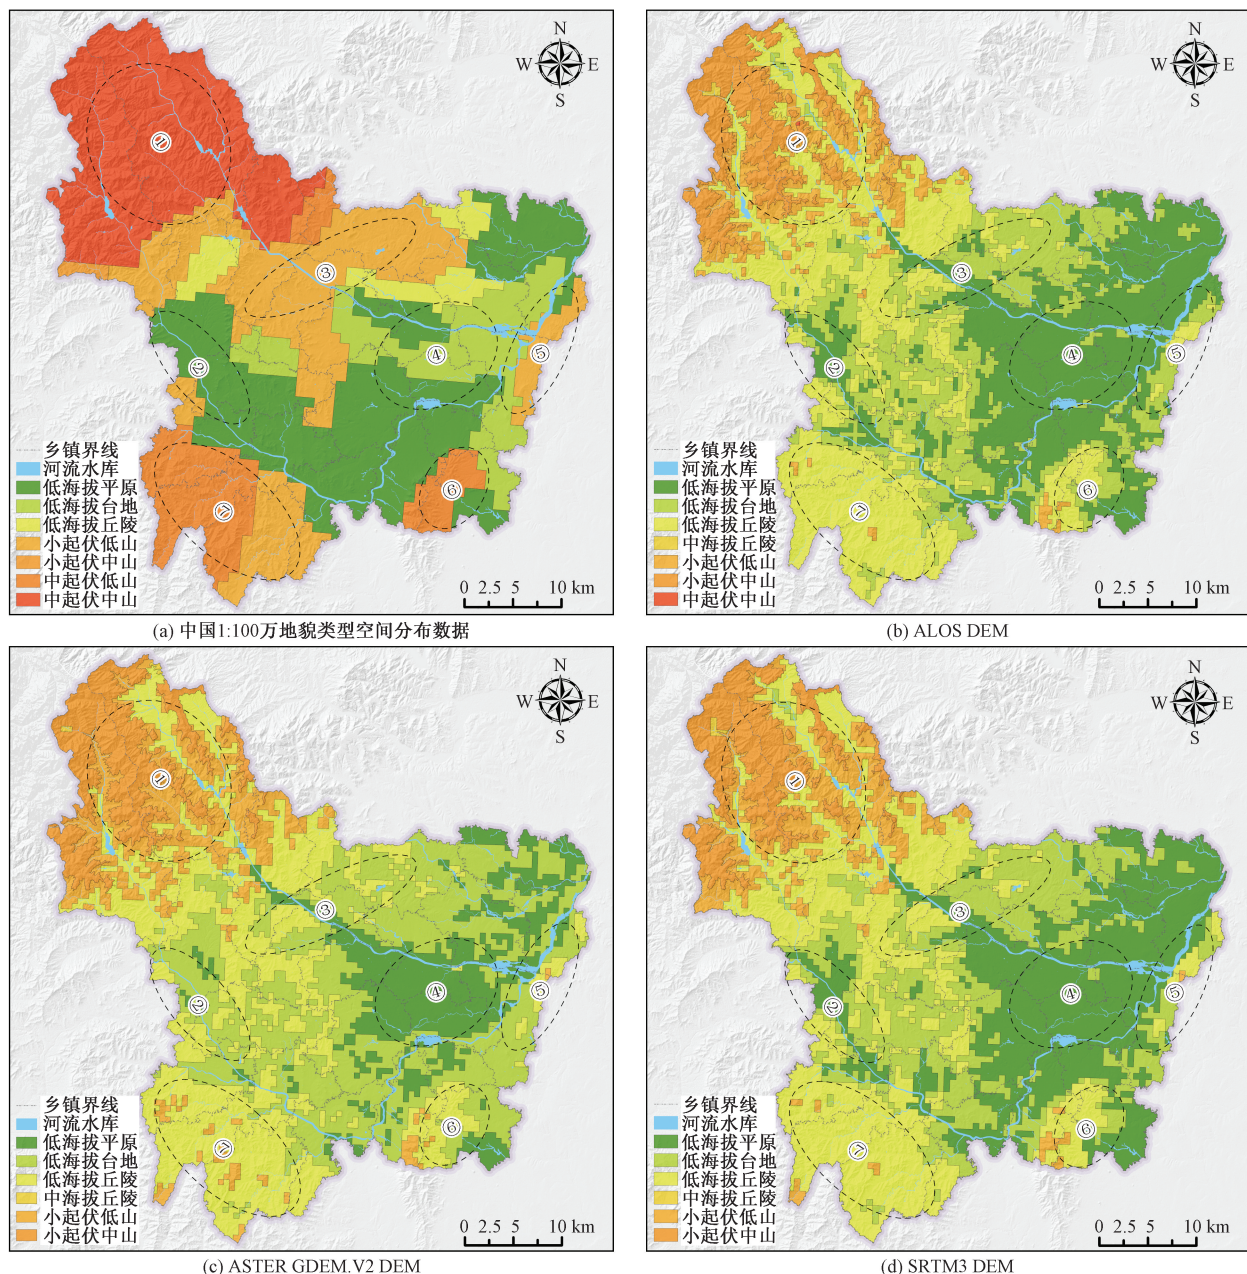 N
W E
S
①
②
③
④
⑤
⑥
⑦
乡镇界线
河流水库
低海拔平原
低海拔台地
低海拔丘陵
小起伏低山
小起伏中山
中起伏低山
中起伏中山
0 2.5 5 10 km
(a) 中国1:100万地貌类型空间分布数据
N
W E
S
①
②
③
④
⑤
⑥
⑦
乡镇界线
河流水库
低海拔平原
低海拔台地
低海拔丘陵
中海拔丘陵
小起伏低山
小起伏中山
中起伏中山
0 2.5 5 10 km
(b) ALOS DEM
N
W E
S
①
②
③
④
⑤
⑥
⑦
乡镇界线
河流水库
低海拔平原
低海拔台地
低海拔丘陵
中海拔丘陵
小起伏低山
小起伏中山
0 2.5 5 10 km
(c) ASTER GDEM.V2 DEM
N
W E
S
①
②
③
④
⑤
⑥
⑦
乡镇界线
河流水库
低海拔平原
低海拔台地
低海拔丘陵
中海拔丘陵
小起伏低山
小起伏中山
0 2.5 5 10 km
(d) SRTM3 DEM